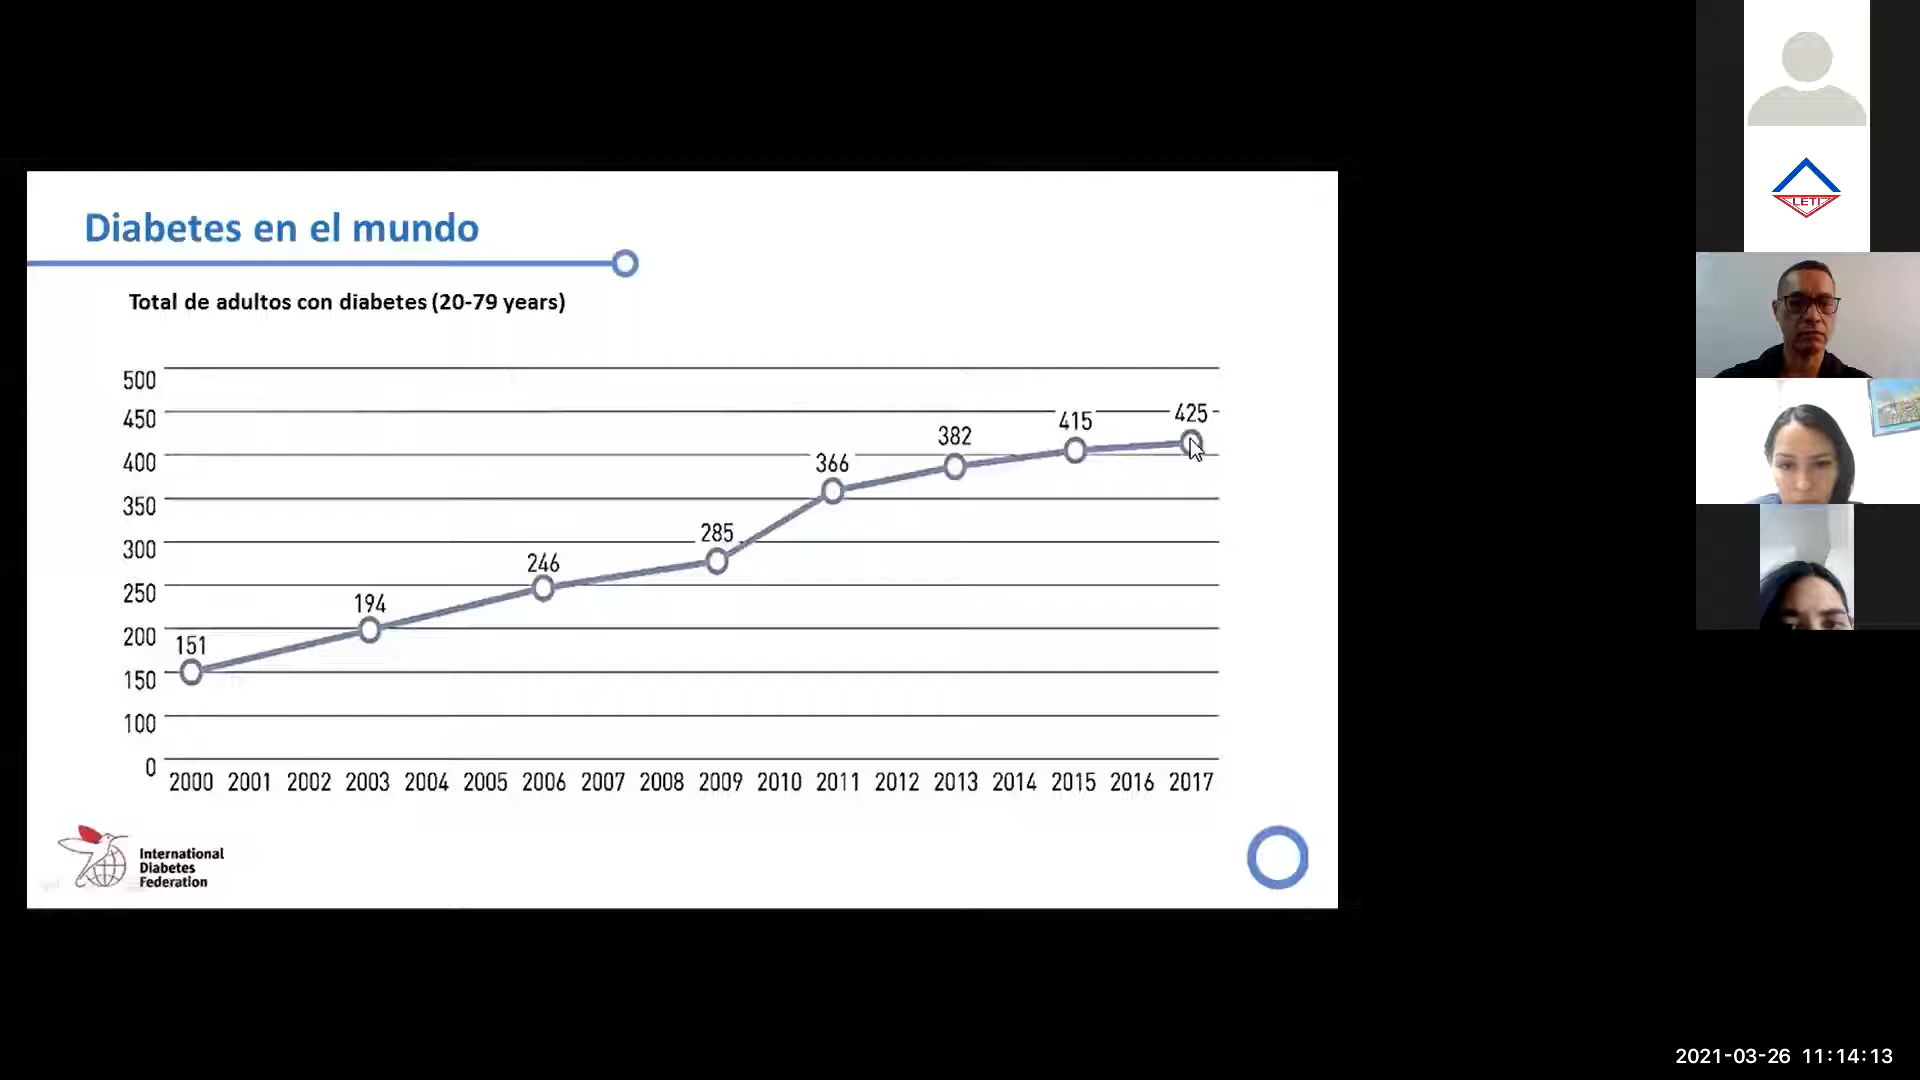 Diabetes en el mundo
Total de adultos con diabetes (20-79 years)
500
450
400
350
300
250
200
150
100
0
151
194
246
285
366
382
415
425
2000 2001 2002 2003 2004 2005 2006 2007 2008 2009 2010 2011 2012 2013 2014 2015 2016 2017
International
Diabetes
Federation
LETI
2021-03-26 11:14:13